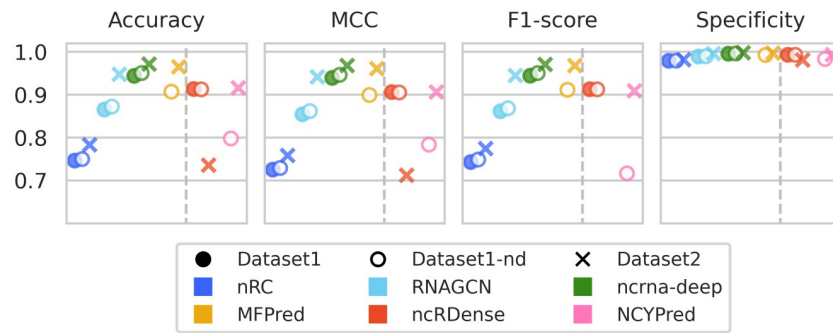 Accuracy MCC F1-score Specificity
1.0
0.9
0.8
0.7
Dataset1 Dataset1-nd Dataset2
nRC RNAGCN ncrna-deep
MFPred ncRDense NCYPred